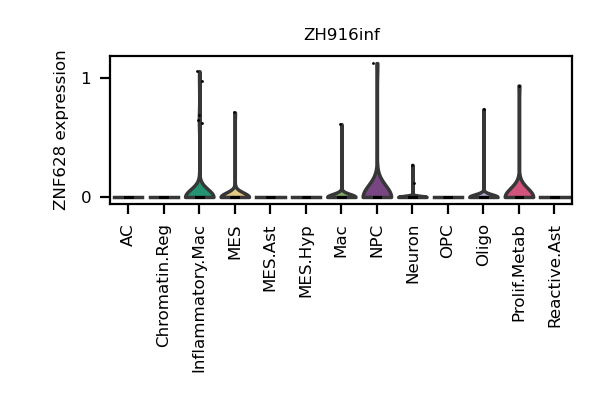 ZH916inf
ZNF628 expression
1
0
AC
Chromatin.Reg
Inflammatory.Mac
MES
MES.Ast
MES.Hyp
Mac
NPC
Neuron
OPC
Oligo
Prolif.Metab
Reactive.Ast